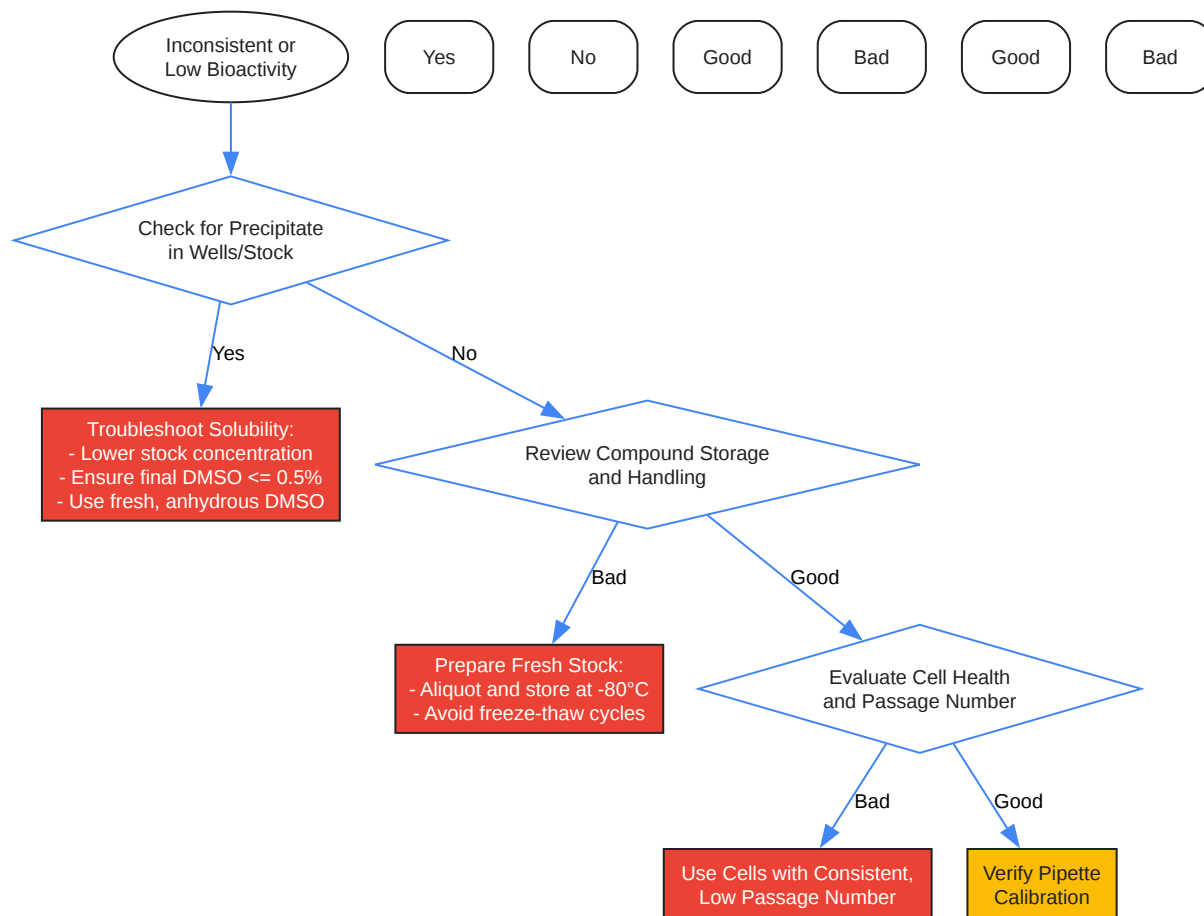 Inconsistent or
Low Bioactivity
Yes
No
Good
Bad
Good
Bad
Check for Precipitate
in Wells/Stock
Yes
No
Troubleshoot Solubility:
- Lower stock concentration
- Ensure final DMSO <= 0.5%
- Use fresh, anhydrous DMSO
Review Compound Storage
and Handling
Bad
Good
Prepare Fresh Stock:
- Aliquot and store at -80°C
- Avoid freeze-thaw cycles
Evaluate Cell Health
and Passage Number
Bad
Good
Use Cells with Consistent,
Low Passage Number
Verify Pipette
Calibration